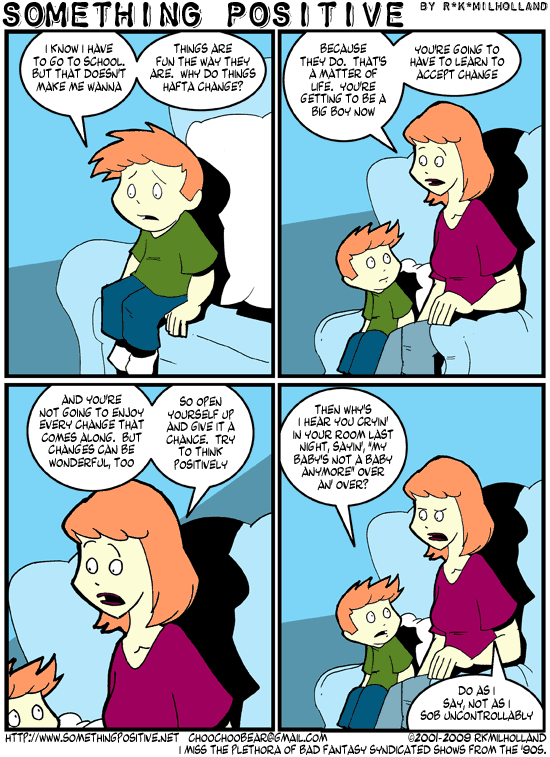 SOMETHING POSITIVE
BY R*K*MILHOLLAND
I KNOW I HAVE
TO GO TO SCHOOL.
BUT THAT DOESN'T
MAKE ME WANNA
THINGS ARE
FUN THE WAY THEY
ARE. WHY DO THINGS
HAFTA CHANGE?
BECAUSE
THEY DO. THAT'S
A MATTER OF
LIFE. YOU'RE
GETTING TO BE A
BIG BOY NOW
YOU'RE GOING TO
HAVE TO LEARN TO
ACCEPT CHANGE
AND YOU'RE
NOT GOING TO ENJOY
EVERY CHANGE THAT
COMES ALONG. BUT
CHANGES CAN BE
WONDERFUL, TOO
SO OPEN
YOURSELF UP
AND GIVE IT A
CHANCE. TRY
TO THINK
POSITIVELY
THEN WHY'S
I HEAR YOU CRYIN'
IN YOUR ROOM LAST
NIGHT, SAYIN', "MY
BABY'S NOT A BABY
ANYMORE" OVER
AN' OVER?
DO AS I
SAY, NOT AS I
SOB UNCONTROLLABLY
HTTP://WWW.SOMETHINGPOSITIVE.NET CHOOCHOOBEAR@GMAIL.COM ©2001-2009 RKMILHOLLAND
I MISS THE PLETHORA OF BAD FANTASY SYNDICATED SHOWS FROM THE '90S.